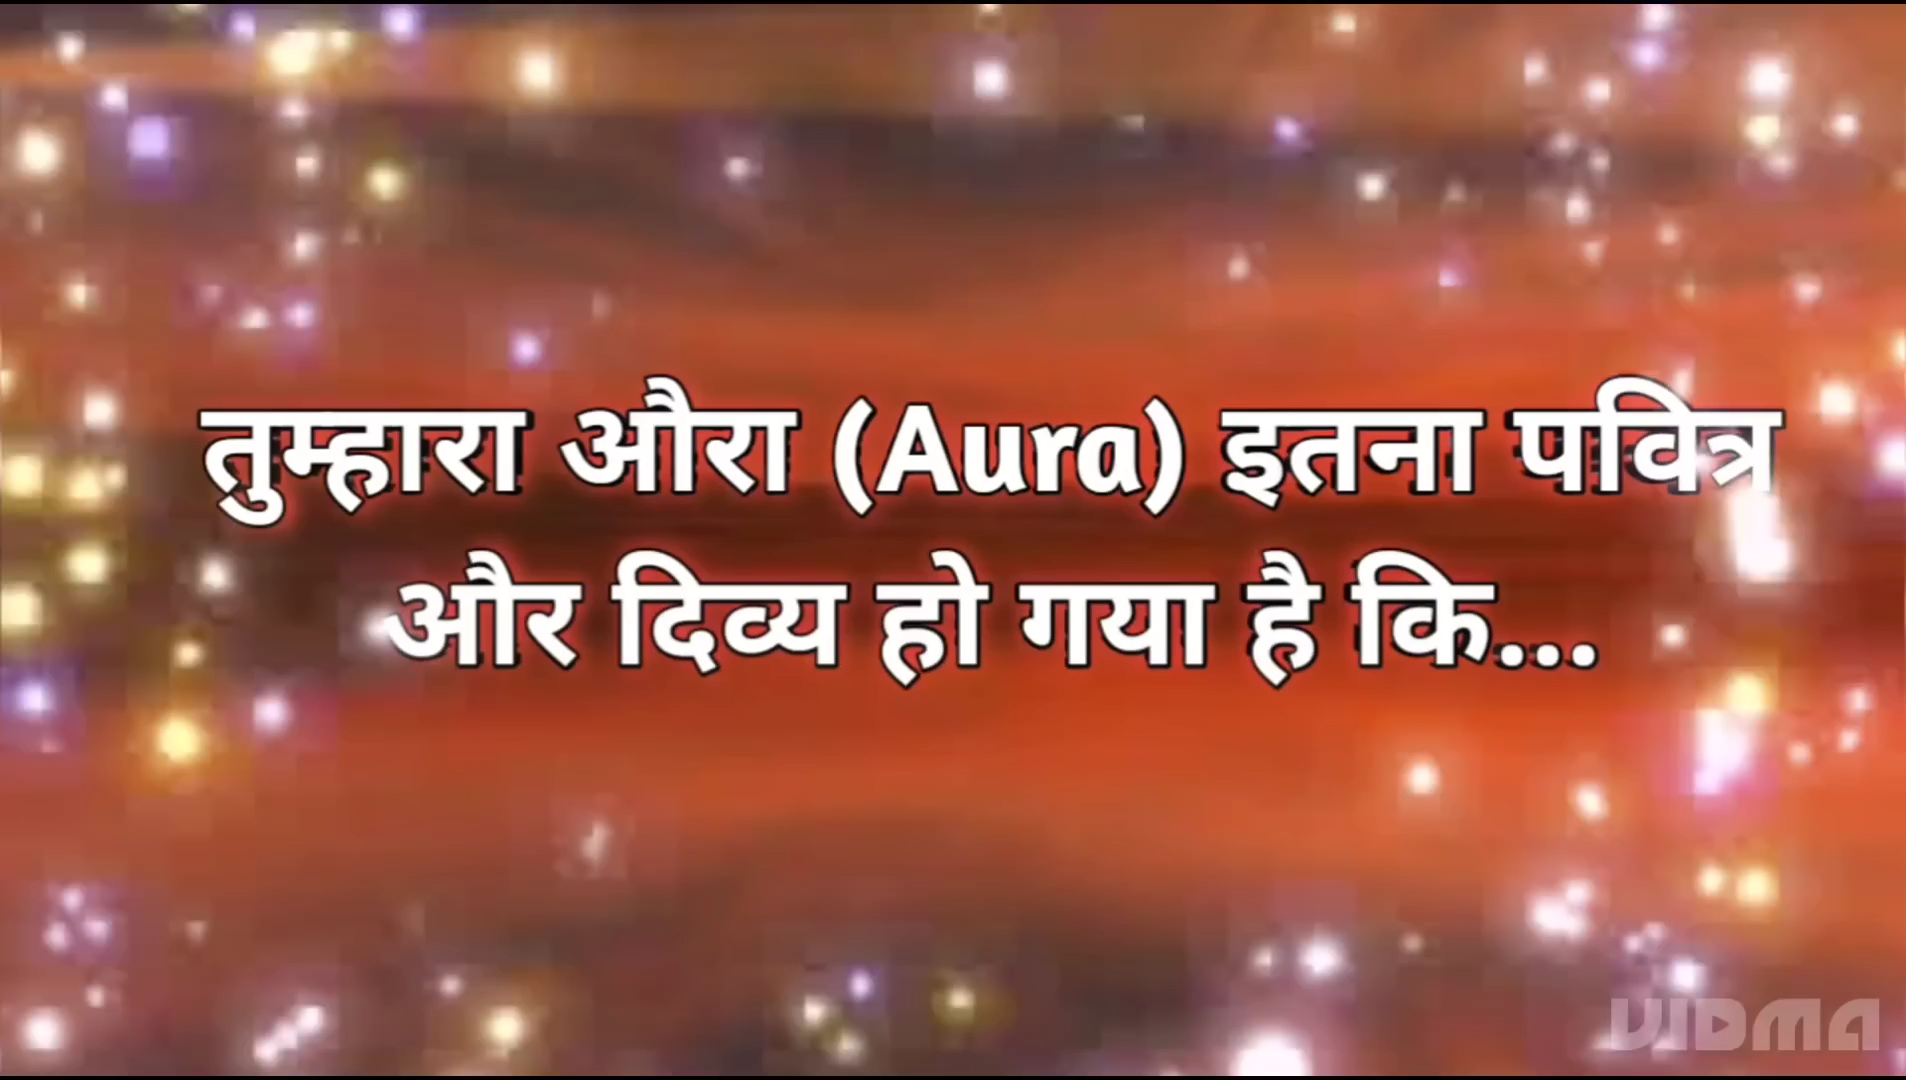 तुम्हारा औरा (Aura) इतना पवित्र
और दिव्य हो गया है कि...
VIDMA